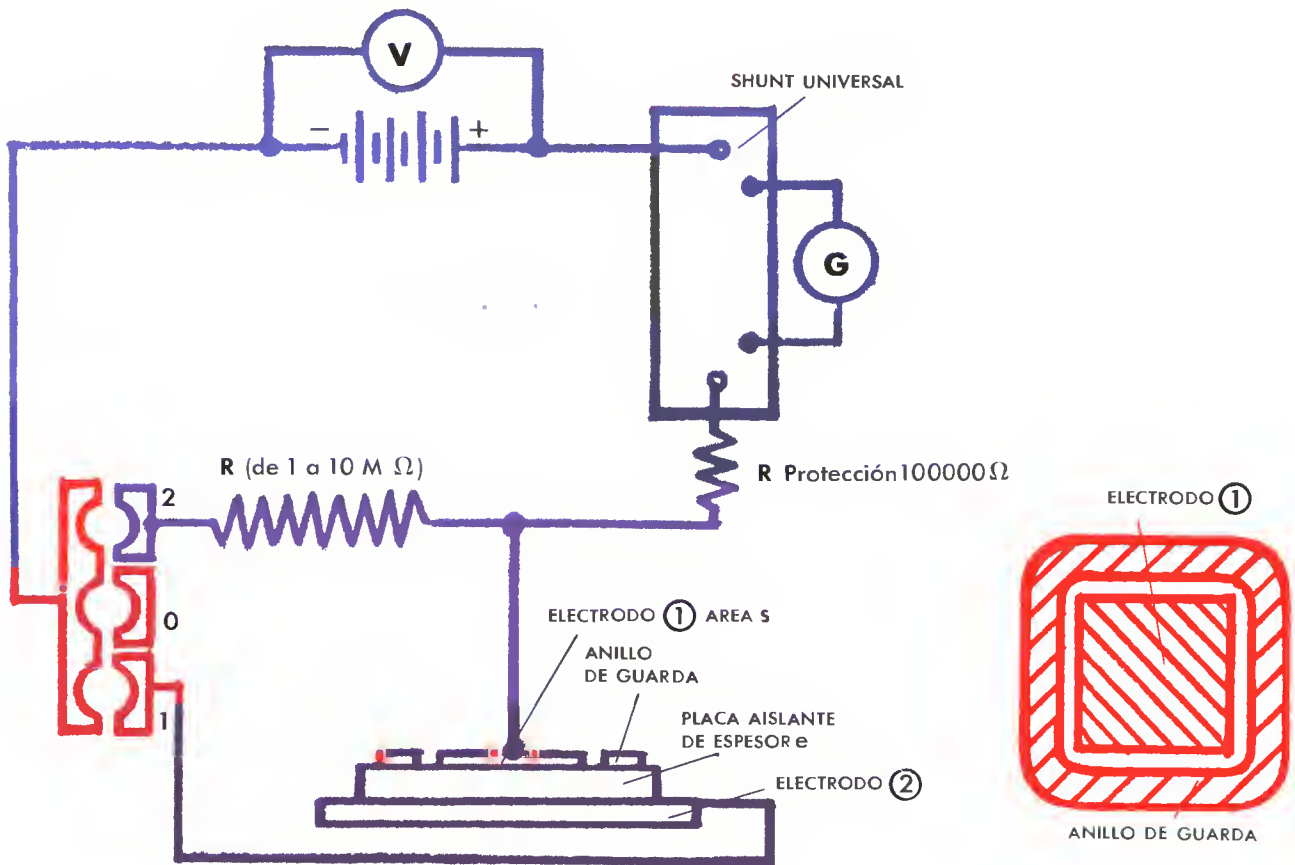 V
SHUNT UNIVERSAL
− +
G
R (de 1 a 10 M Ω)
R Protección 100000 Ω
2
0
1
ELECTRODO ① AREA S
ANILLO
DE GUARDA
PLACA AISLANTE
DE ESPESOR e
ELECTRODO ②
ELECTRODO ①
ANILLO DE GUARDA